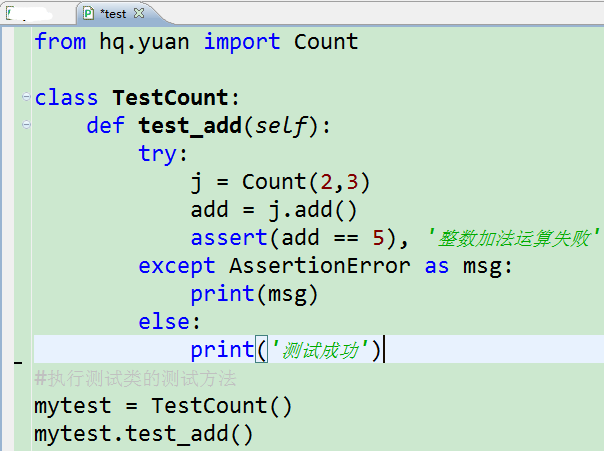 *test
from hq.yuan import Count
class TestCount:
    def test_add(self):
        try:
            j = Count(2,3)
            add = j.add()
            assert(add == 5), '整数加法运算失败'
        except AssertionError as msg:
            print(msg)
        else:
            print('测试成功')
#执行测试类的测试方法
mytest = TestCount()
mytest.test_add()